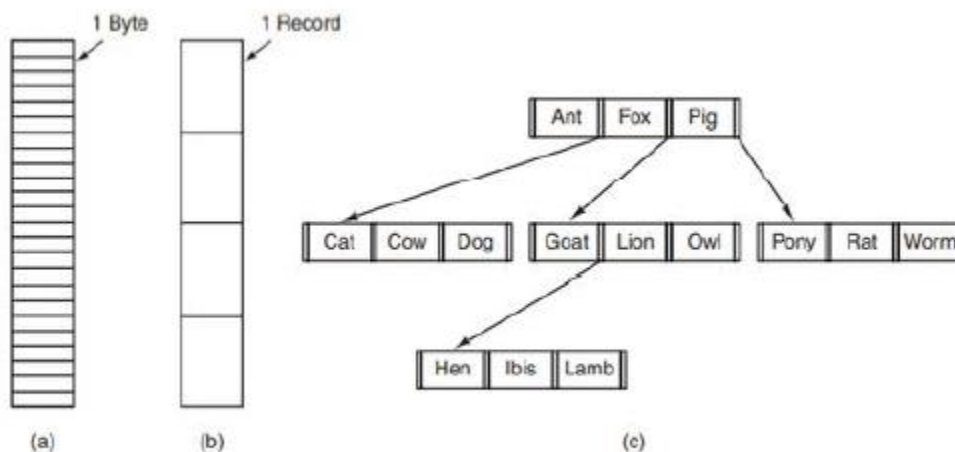 1 Byte
1 Record
Ant Fox Pig
Cat Cow Dog
Goat Lion Owl
Pony Rat Worm
Hen Ibis Lamb
(a)
(b)
(c)